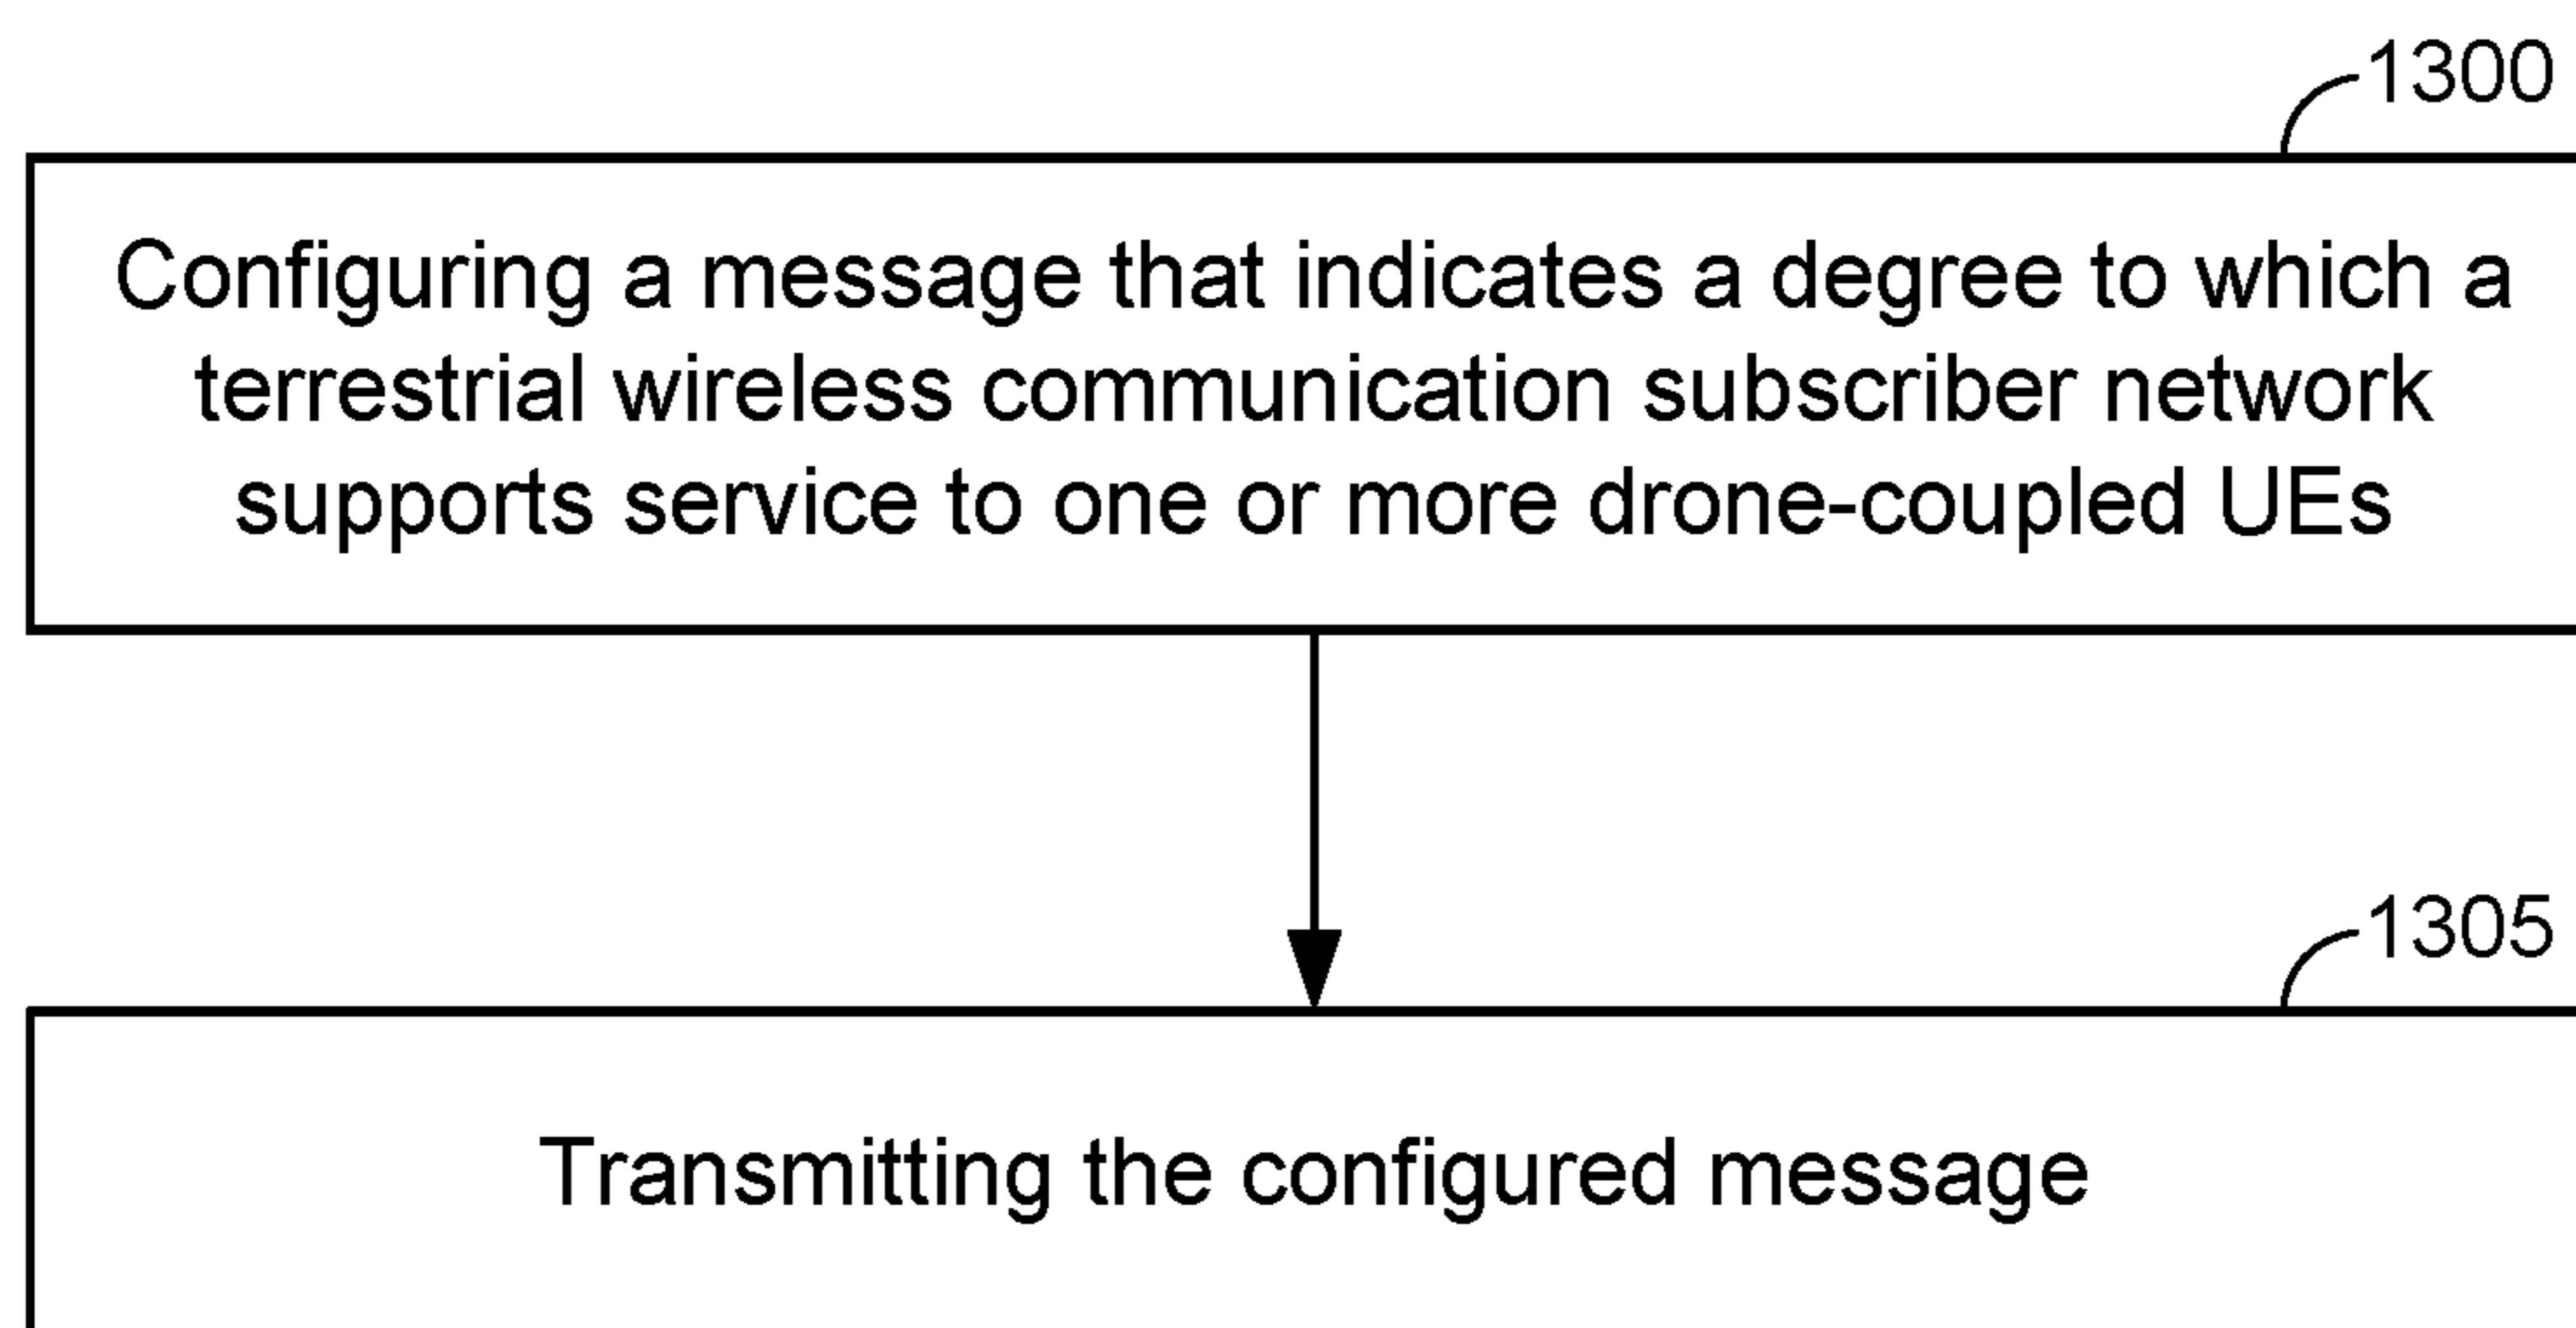 1300
Configuring a message that indicates a degree to which a
terrestrial wireless communication subscriber network
supports service to one or more drone-coupled UEs
1305
Transmitting the configured message